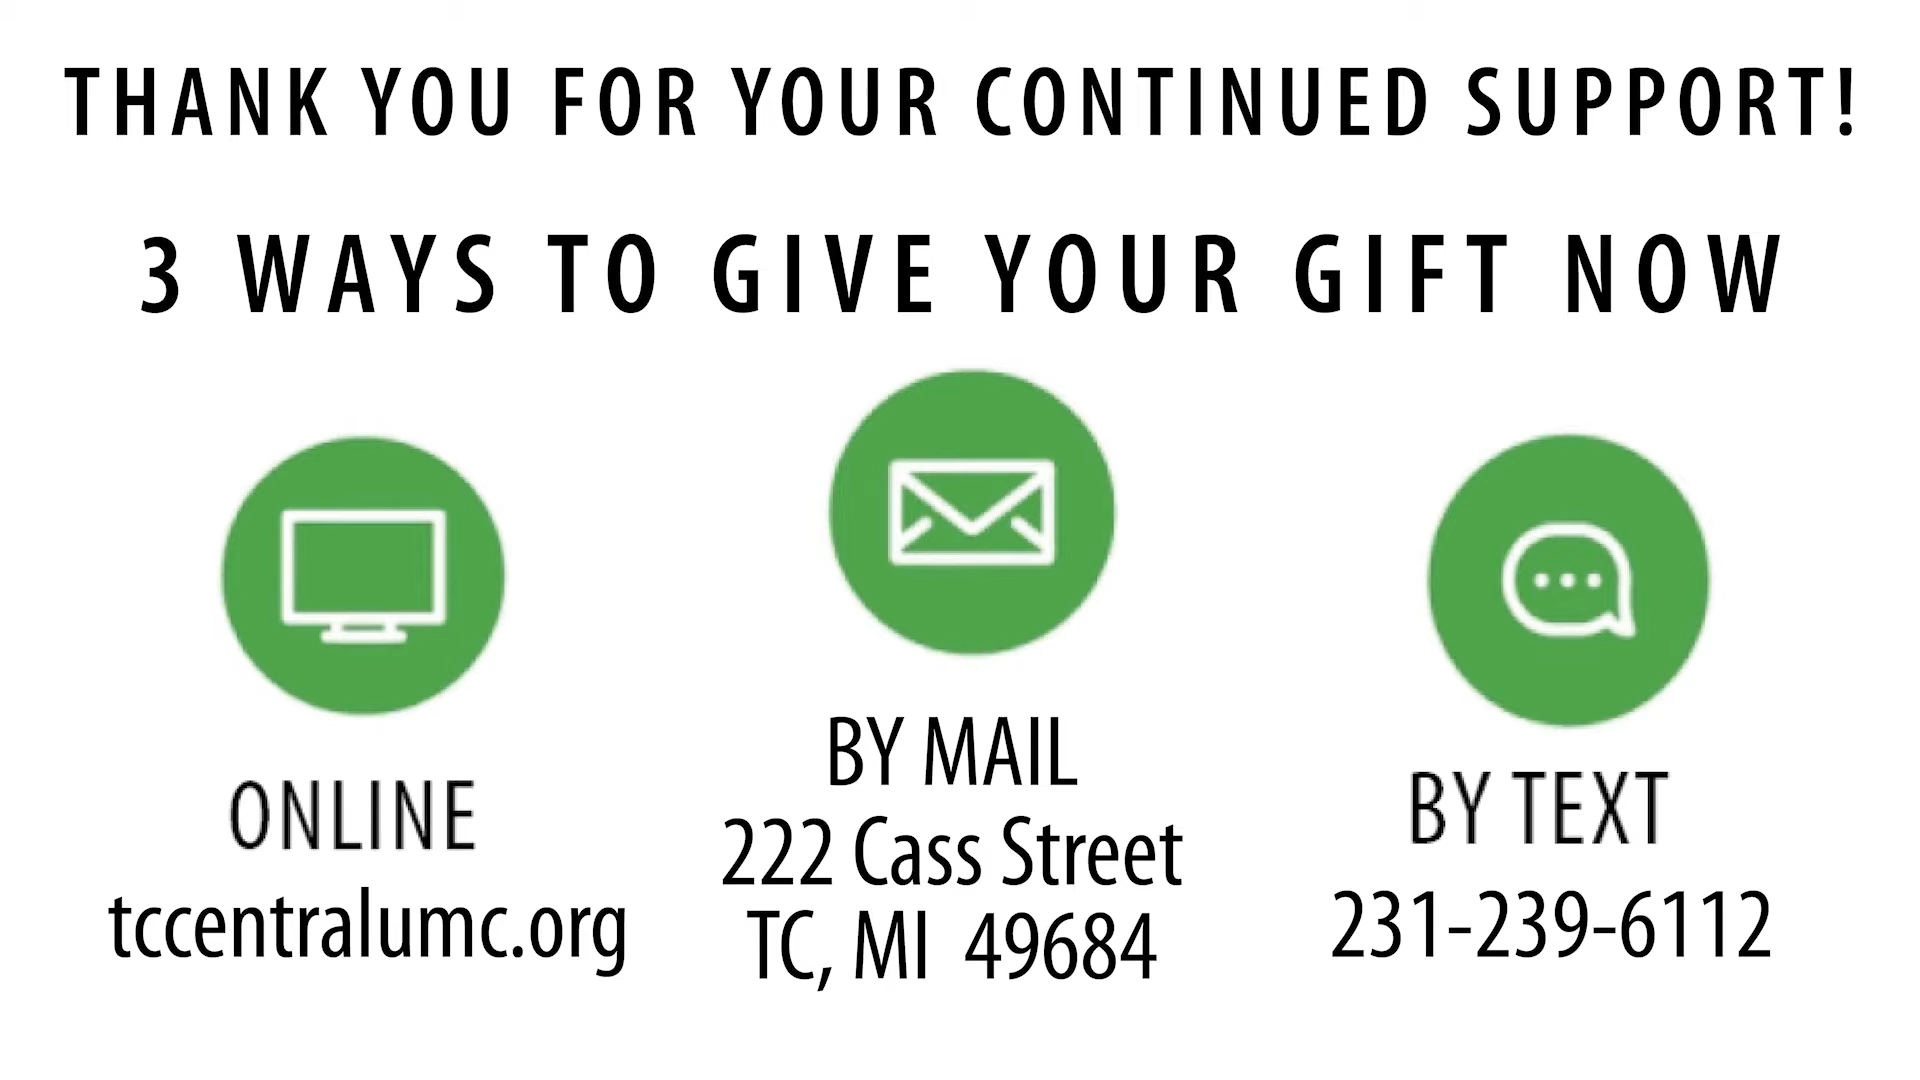 THANK YOU FOR YOUR CONTINUED SUPPORT!
3 WAYS TO GIVE YOUR GIFT NOW
ONLINE
tccentralumc.org
BY MAIL
222 Cass Street
TC, MI 49684
BY TEXT
231-239-6112